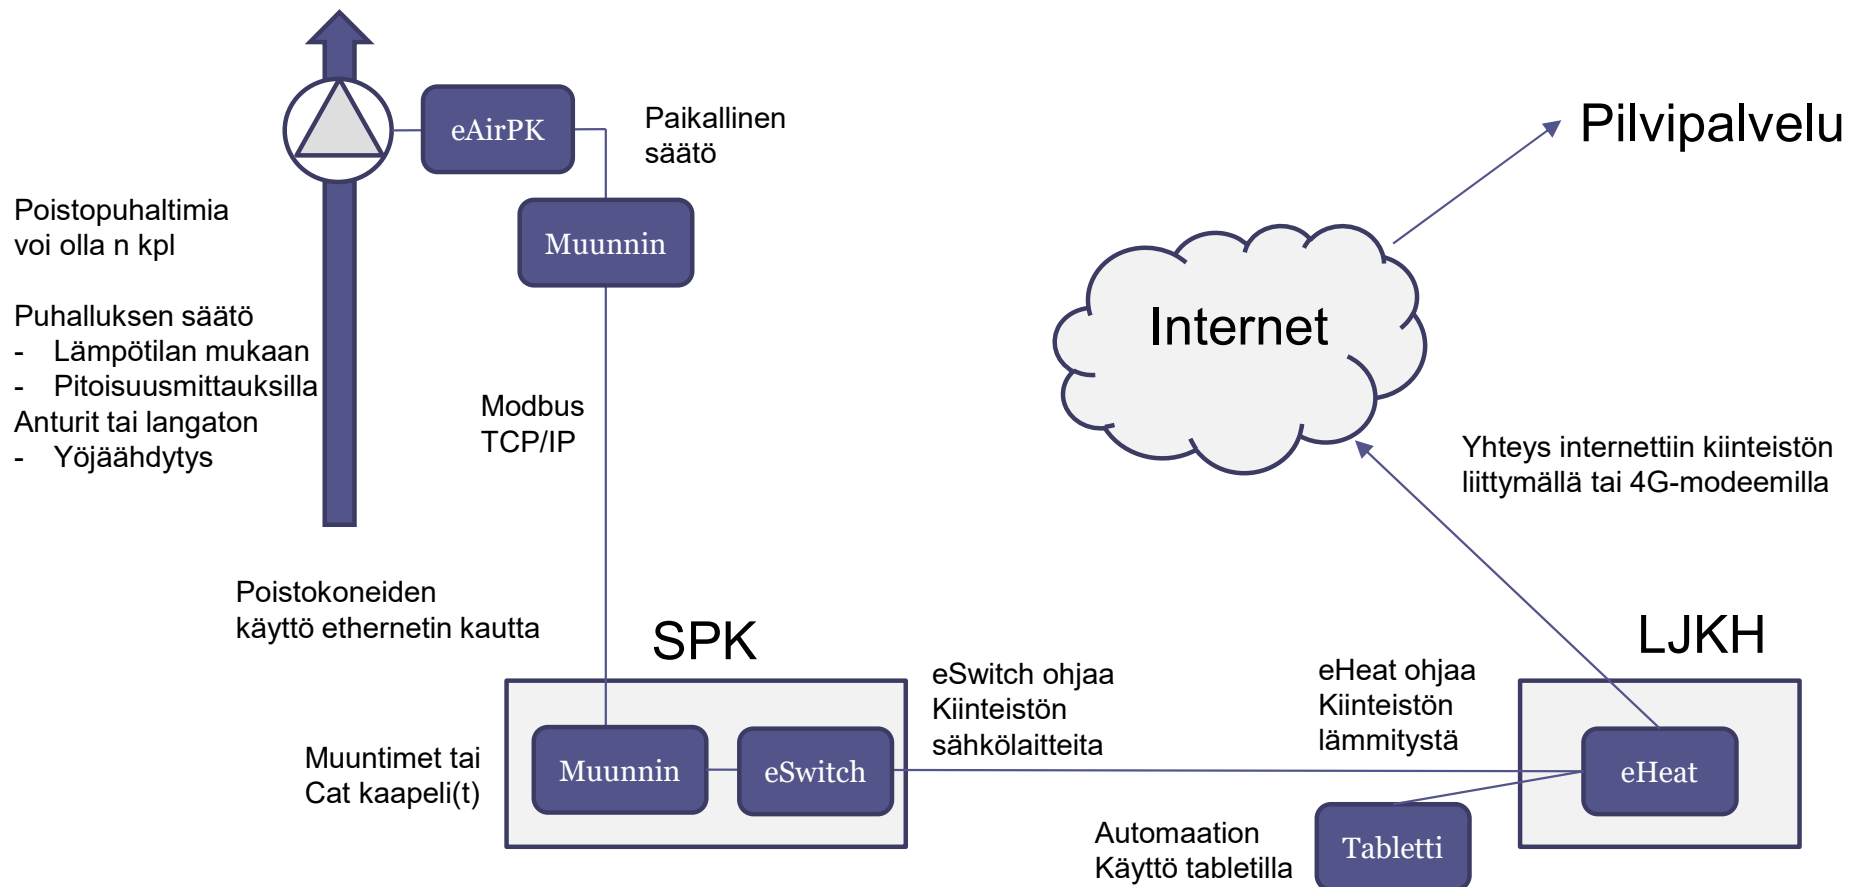 eAirPK
Paikallinen
säätö
Pilvipalvelu
Poistopuhaltimia
voi olla n kpl
Muunnin
Puhalluksen säätö
- Lämpötilan mukaan
- Pitoisuusmittauksilla
Anturit tai langaton
- Yöjäähdytys
Internet
Modbus
TCP/IP
Yhteys internettiin kiinteistön
liittymällä tai 4G-modeemilla
Poistokoneiden
käyttö ethernetin kautta
SPK
LJKH
eSwitch ohjaa
Kiinteistön
sähkölaitteita
eHeat ohjaa
Kiinteistön
lämmitystä
Muuntimet tai
Cat kaapeli(t)
Muunnin
eSwitch
eHeat
Automaation
Käyttö tabletilla
Tabletti